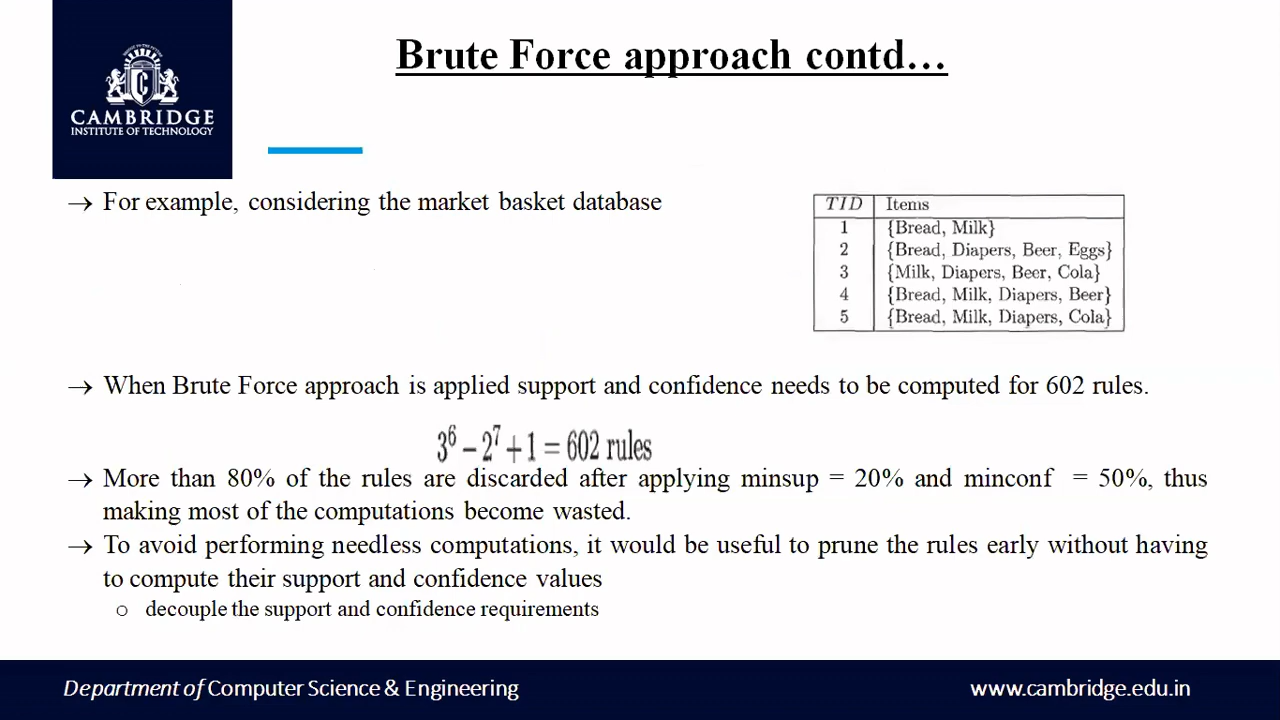 Brute Force approach contd…
CAMBRIDGE
INSTITUTE OF TECHNOLOGY
→ For example, considering the market basket database
TID Items
1 {Bread, Milk}
2 {Bread, Diapers, Beer, Eggs}
3 {Milk, Diapers, Beer, Cola}
4 {Bread, Milk, Diapers, Beer}
5 {Bread, Milk, Diapers, Cola}
→ When Brute Force approach is applied support and confidence needs to be computed for 602 rules.
3⁶ – 2⁷ + 1 = 602 rules
→ More than 80% of the rules are discarded after applying minsup = 20% and minconf = 50%, thus
making most of the computations become wasted.
→ To avoid performing needless computations, it would be useful to prune the rules early without having
to compute their support and confidence values
o decouple the support and confidence requirements
Department of Computer Science & Engineering
www.cambridge.edu.in